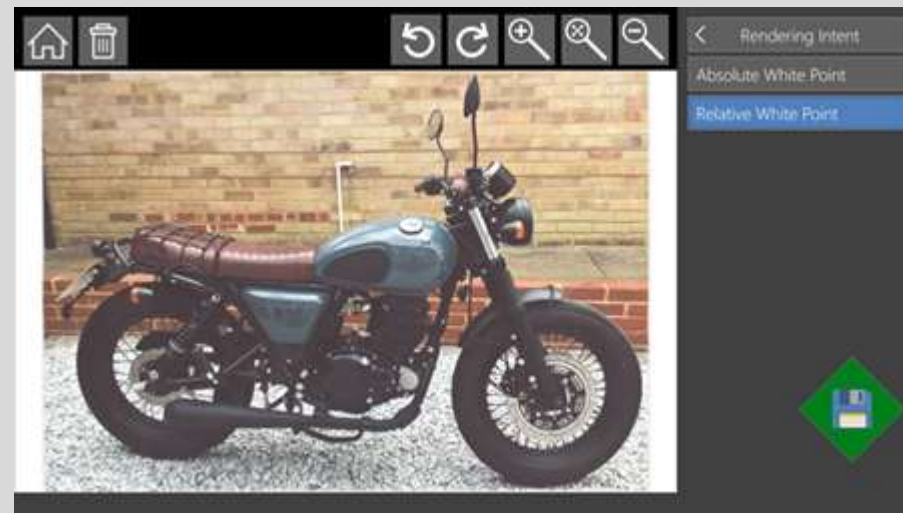 Rendering Intent
Absolute White Point
Relative White Point